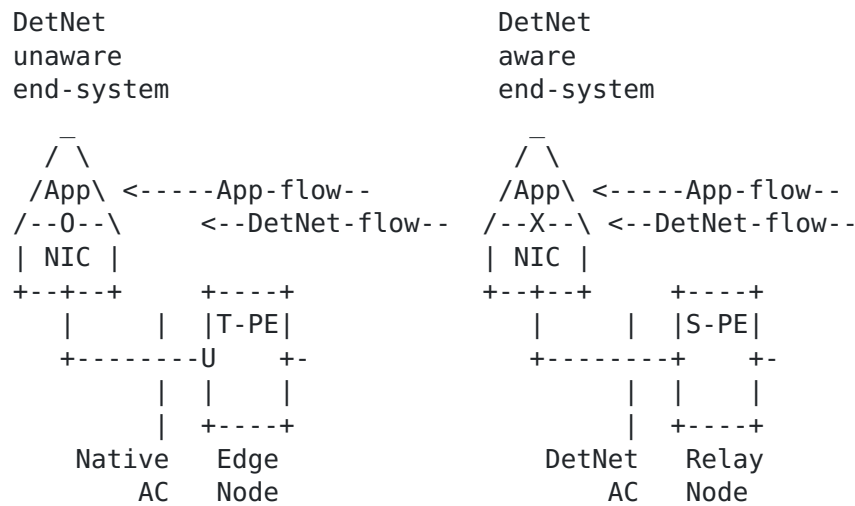 DetNet                         DetNet
unaware                        aware
end-system                     end-system
   _                              _
  / \                            / \
 /App\ <-----App-flow--         /App\ <-----App-flow--
/--O--\     <--DetNet-flow--   /--X--\ <--DetNet-flow--
| NIC |                        | NIC |
+--+--+     +----+             +--+--+     +----+
   |     |  |T-PE|                |     |  |S-PE|
   +--------U    +-               +--------+    +-
         |  |    |                      |  |    |
         |  +----+                      |  +----+
    Native   Edge                  DetNet   Relay
        AC   Node                      AC   Node